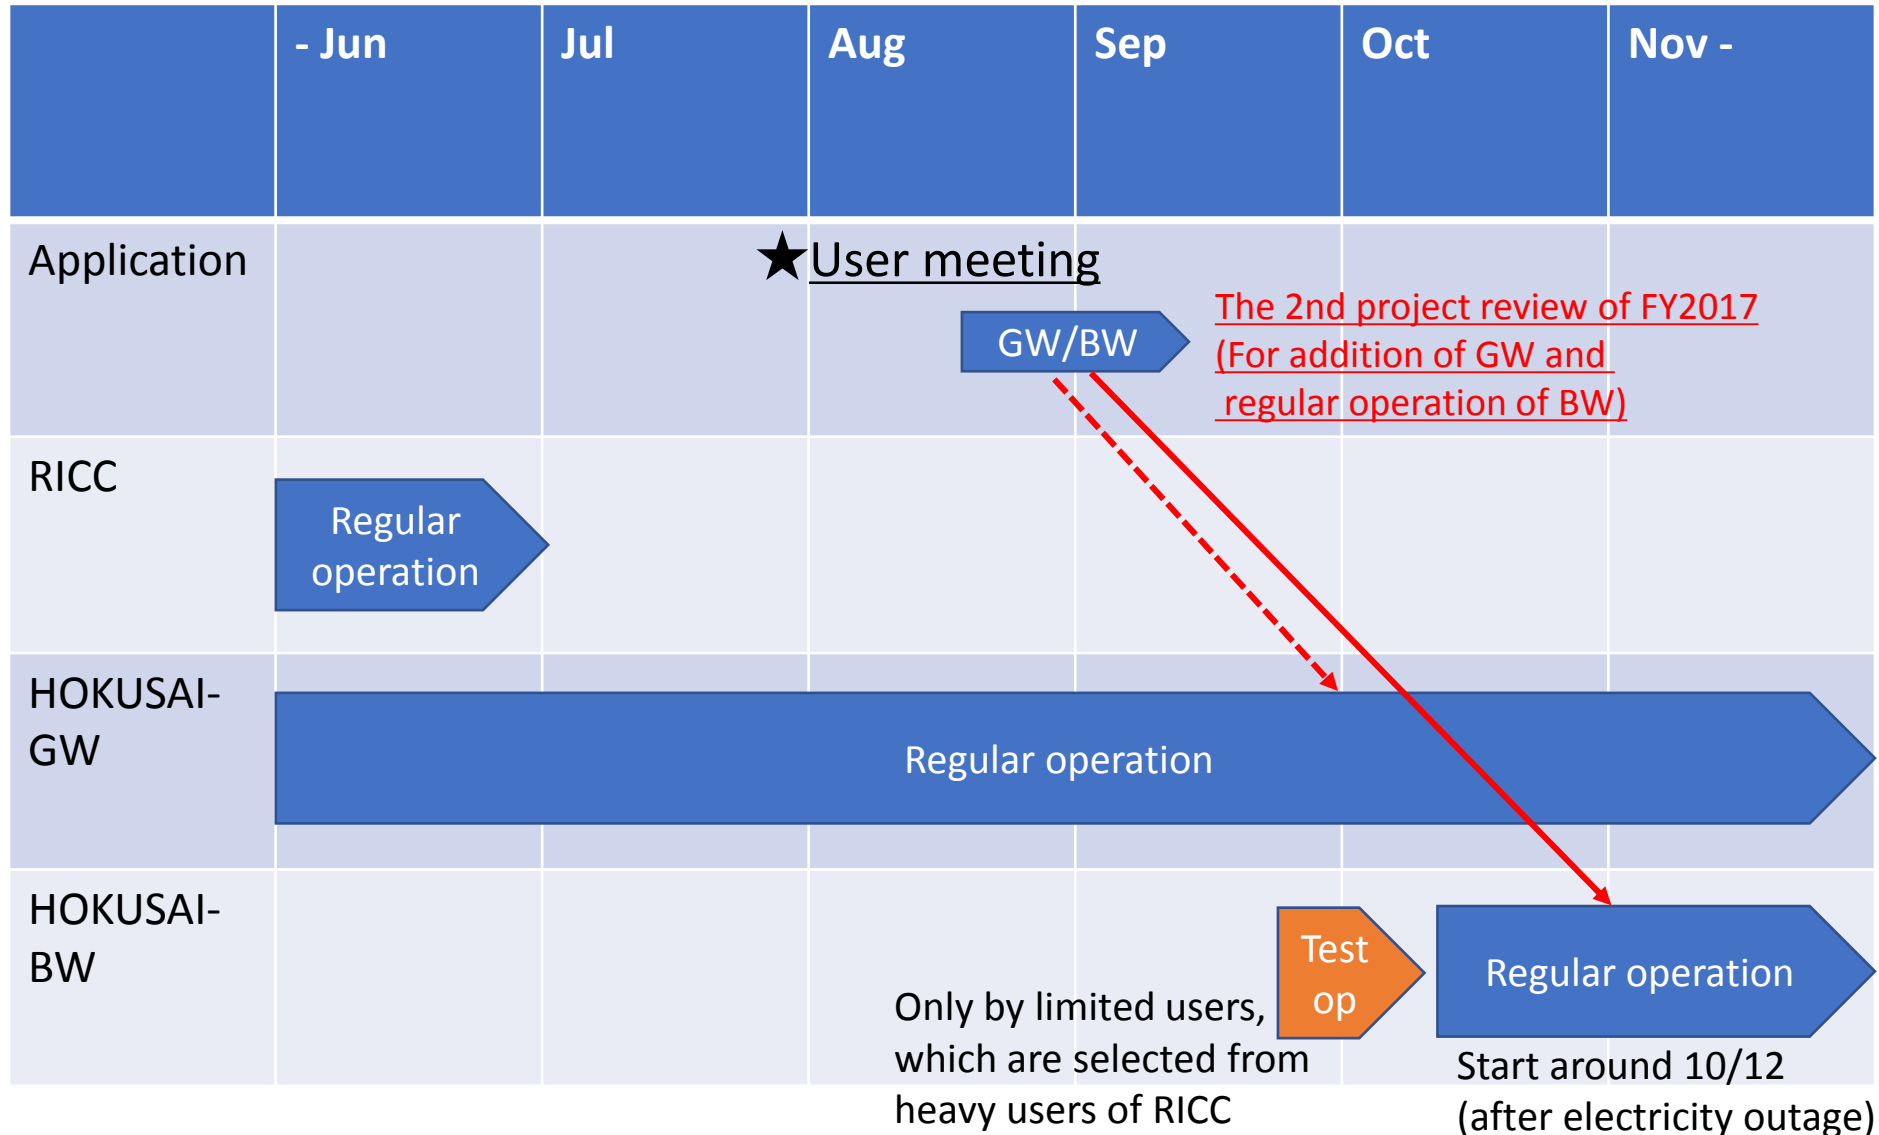 - Jun
Jul
Aug
Sep
Oct
Nov -
Application
★User meeting
GW/BW
The 2nd project review of FY2017
(For addition of GW and
regular operation of BW)
RICC
Regular
operation
HOKUSAI-
GW
Regular operation
HOKUSAI-
BW
Test
op
Regular operation
Only by limited users,
which are selected from
heavy users of RICC
Start around 10/12
(after electricity outage)